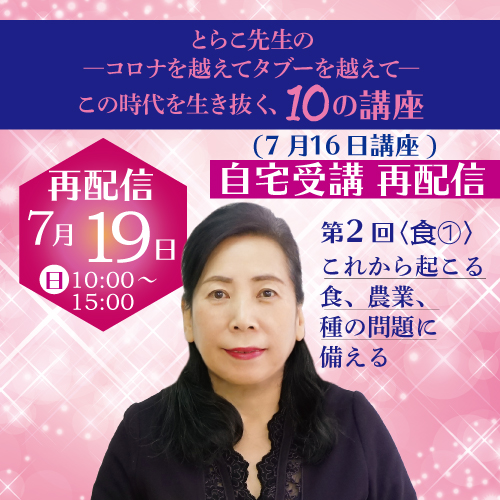 とらこ先生の
―コロナを越えてタブーを越えて―
この時代を生き抜く、10の講座
(7月16日講座)
自宅受講 再配信
再配信
7月19日
日 10:00～
15:00
第2回〈食①〉
これから起こる
食、農業、
種の問題に
備える